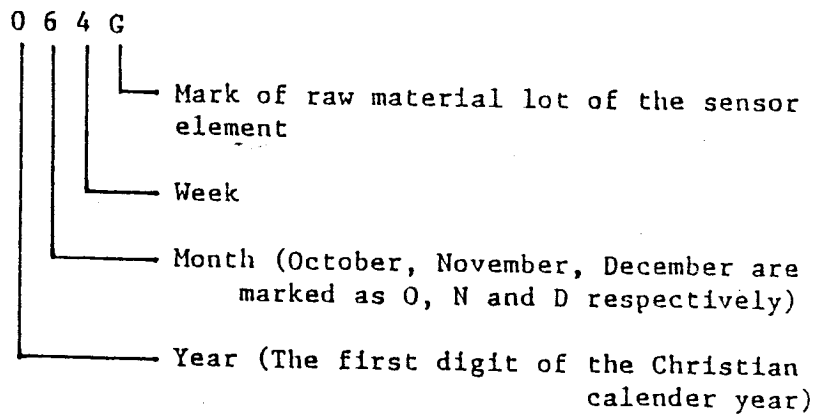 0 6 4 G
Mark of raw material lot of the sensor
element
Week
Month (October, November, December are
marked as O, N and D respectively)
Year (The first digit of the Christian
calender year)